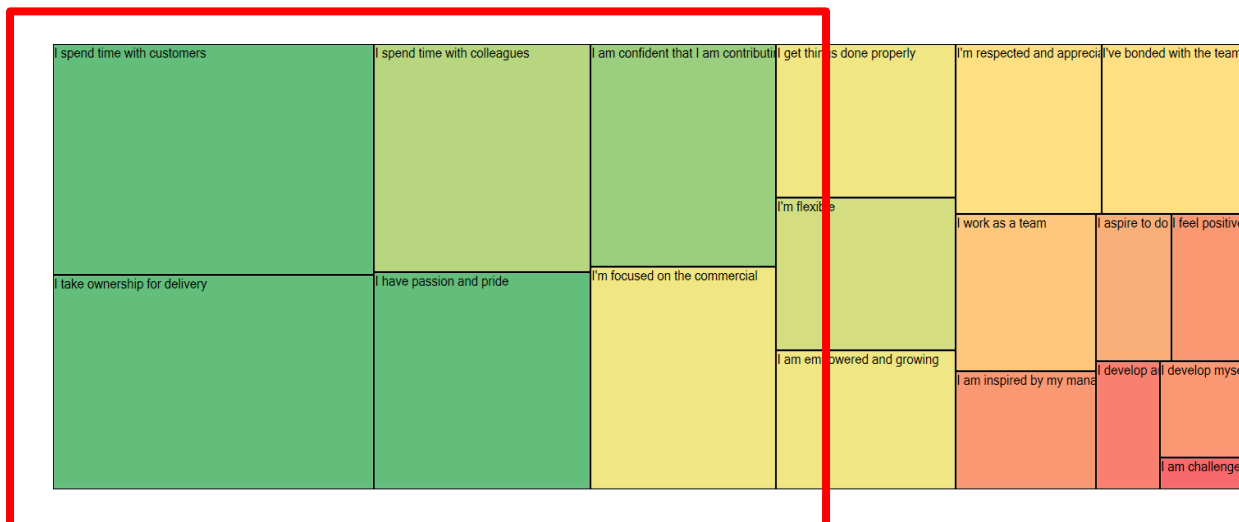 I spend time with customers
I spend time with colleagues
I am confident that I am contributin
I get things done properly
I'm respected and apprecia
I've bonded with the team
I'm flexible
I work as a team
I aspire to do
I feel positive
I take ownership for delivery
I have passion and pride
I'm focused on the commercial
I am empowered and growing
I am inspired by my mana
I develop a
I develop myse
I am challenge